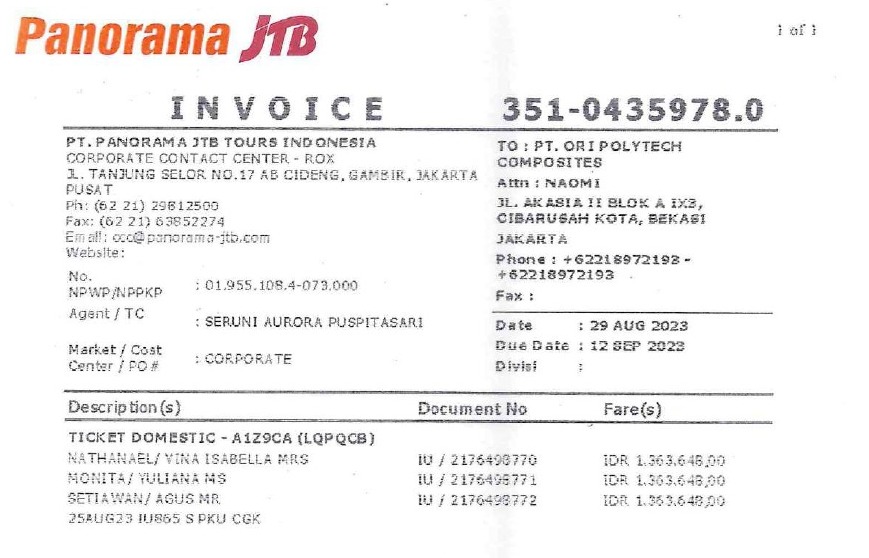 Panorama JTB
1 of 1
INVOICE 351-0435978.0
PT. PANORAMA JTB TOURS INDONESIA
CORPORATE CONTACT CENTER - ROX
JL. TANJUNG SELOR NO.17 AB CIDENG, GAMBIR, JAKARTA
PUSAT
Ph: (62 21) 29812500
Fax: (62 21) 63852274
Email: ccc@panorama-jtb.com
Website:
No.
NPWP/NPPKP : 01.955.108.4-073.000
Agent / TC : SERUNI AURORA PUSPITASARI
Market / Cost
Center / PO # : CORPORATE
TO : PT. ORI POLYTECH
COMPOSITES
Attn : NAOMI
JL. AKASIA II BLOK A IX3,
CIBARUSAH KOTA, BEKASI
JAKARTA
Phone : +62218972193 -
+62218972193
Fax :
Date : 29 AUG 2023
Due Date : 12 SEP 2023
Divisi :
Description(s) Document No Fare(s)
TICKET DOMESTIC - A1Z9CA (LQPQCB)
NATHANAEL/ VINA ISABELLA MRS IU / 2176498770 IDR 1.363.648,00
MONITA/ YULIANA MS IU / 2176498771 IDR 1.363.648,00
SETIAWAN/ AGUS MR IU / 2176498772 IDR 1.363.648,00
25AUG23 IU865 S PKU CGK